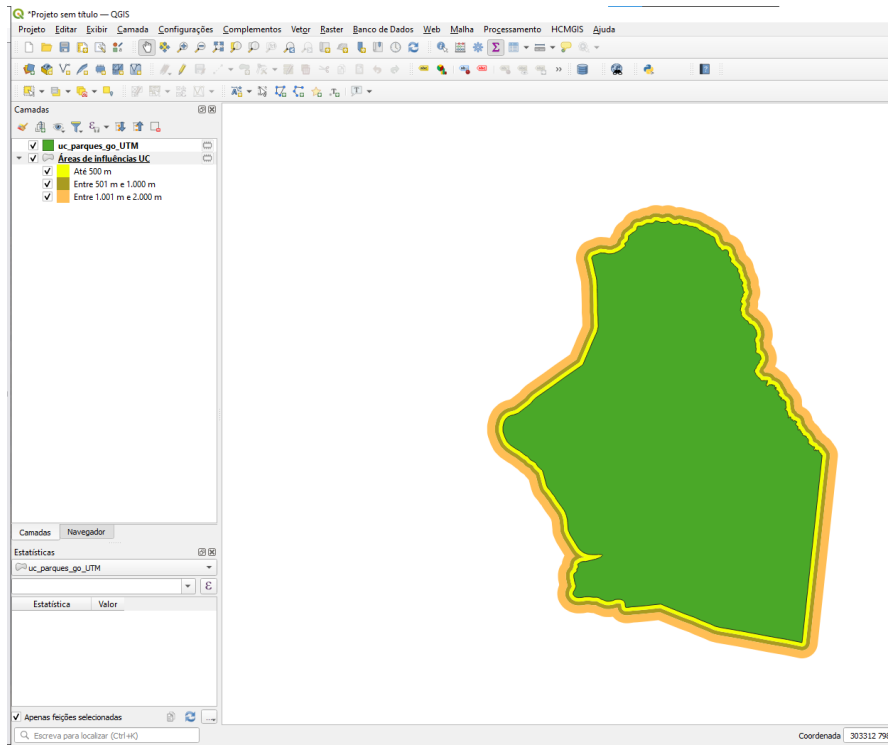 *Projeto sem título — QGIS
Projeto Editar Exibir Camada Configurações Complementos Vetor Raster Banco de Dados Web Malha Processamento HCMGIS Ajuda
Camadas
uc_parques_go_UTM
Áreas de influências UC
Até 500 m
Entre 501 m e 1.000 m
Entre 1.001 m e 2.000 m
Camadas Navegador
Estatísticas
uc_parques_go_UTM
Estatística Valor
Apenas feições selecionadas
Escreva para localizar (Ctrl+K) Coordenada 303312